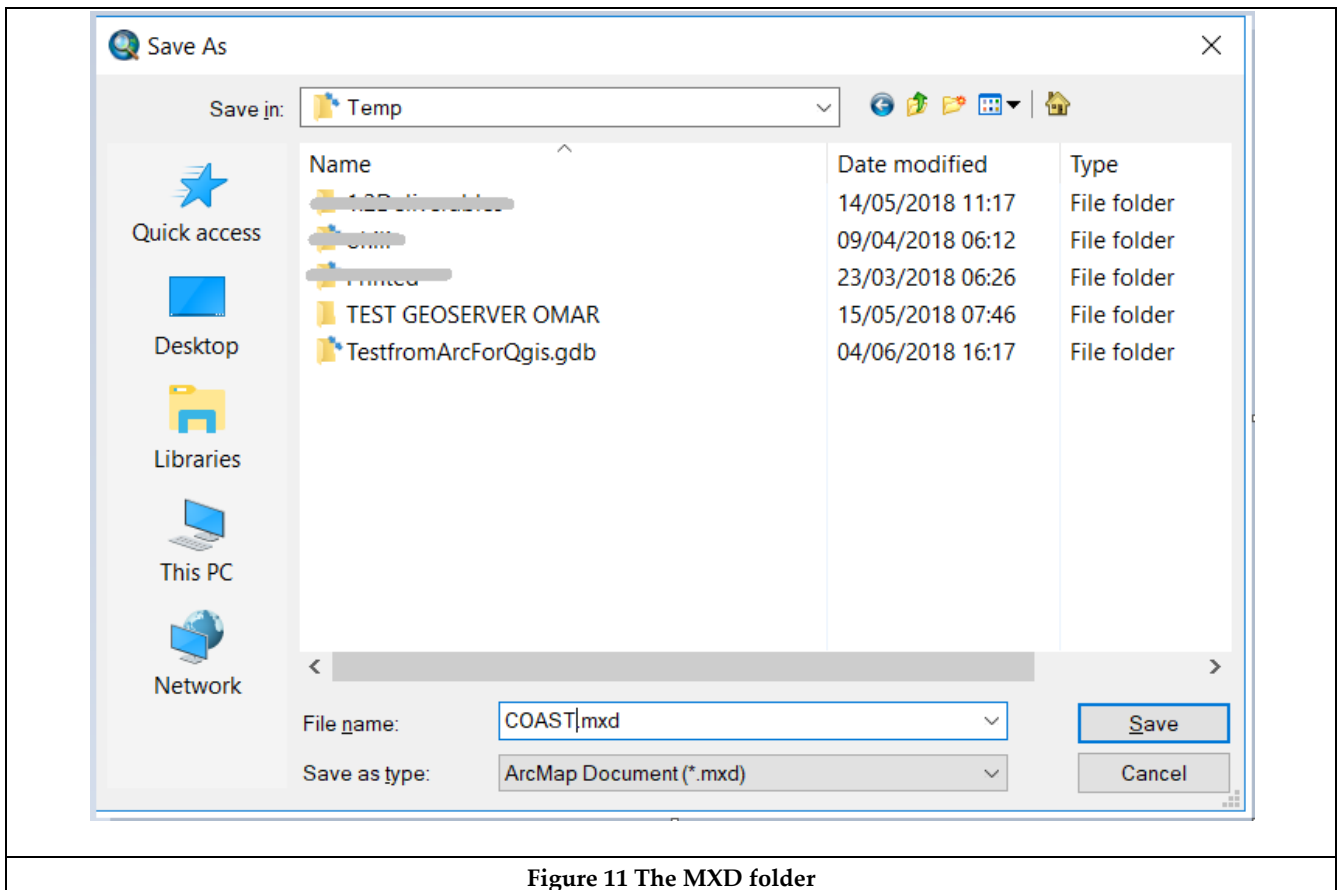 Save As
Save in: Temp
Name Date modified Type
14/05/2018 11:17 File folder
09/04/2018 06:12 File folder
23/03/2018 06:26 File folder
TEST GEOSERVER OMAR 15/05/2018 07:46 File folder
TestfromArcForQgis.gdb 04/06/2018 16:17 File folder
Quick access
Desktop
Libraries
This PC
Network
File name: COAST.mxd Save
Save as type: ArcMap Document (*.mxd) Cancel
Figure 11 The MXD folder